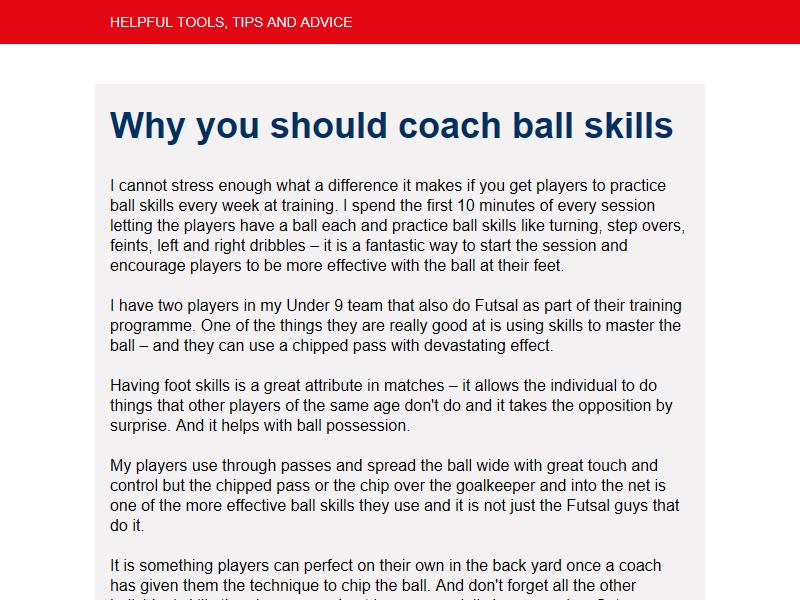 HELPFUL TOOLS, TIPS AND ADVICE
Why you should coach ball skills
I cannot stress enough what a difference it makes if you get players to practice
ball skills every week at training. I spend the first 10 minutes of every session
letting the players have a ball each and practice ball skills like turning, step overs,
feints, left and right dribbles – it is a fantastic way to start the session and
encourage players to be more effective with the ball at their feet.
I have two players in my Under 9 team that also do Futsal as part of their training
programme. One of the things they are really good at is using skills to master the
ball – and they can use a chipped pass with devastating effect.
Having foot skills is a great attribute in matches – it allows the individual to do
things that other players of the same age don't do and it takes the opposition by
surprise. And it helps with ball possession.
My players use through passes and spread the ball wide with great touch and
control but the chipped pass or the chip over the goalkeeper and into the net is
one of the more effective ball skills they use and it is not just the Futsal guys that
do it.
It is something players can perfect on their own in the back yard once a coach
has given them the technique to chip the ball. And don't forget all the other